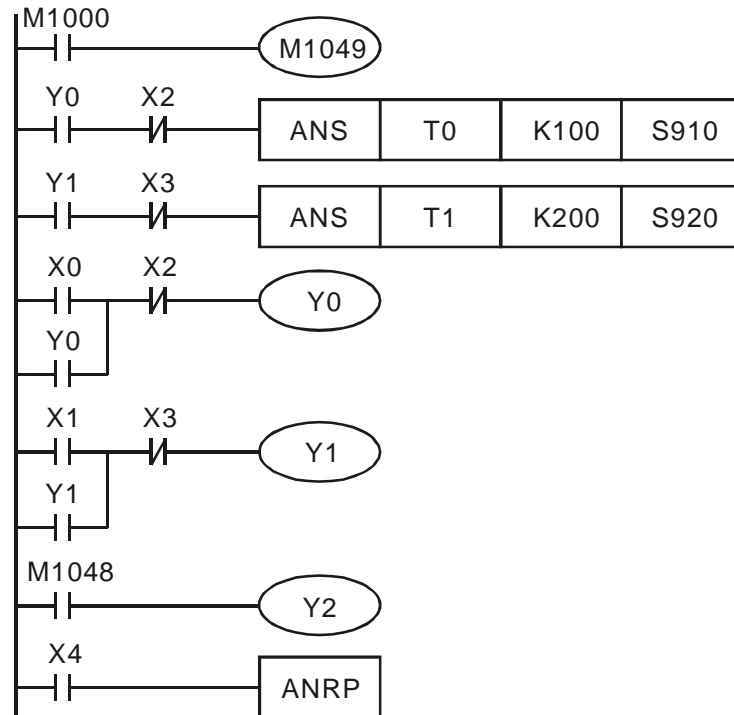 M1000
M1049
Y0 X2
ANS T0 K100 S910
Y1 X3
ANS T1 K200 S920
X0 X2
Y0
Y0
X1 X3
Y1
Y1
M1048
Y2
X4
ANRP